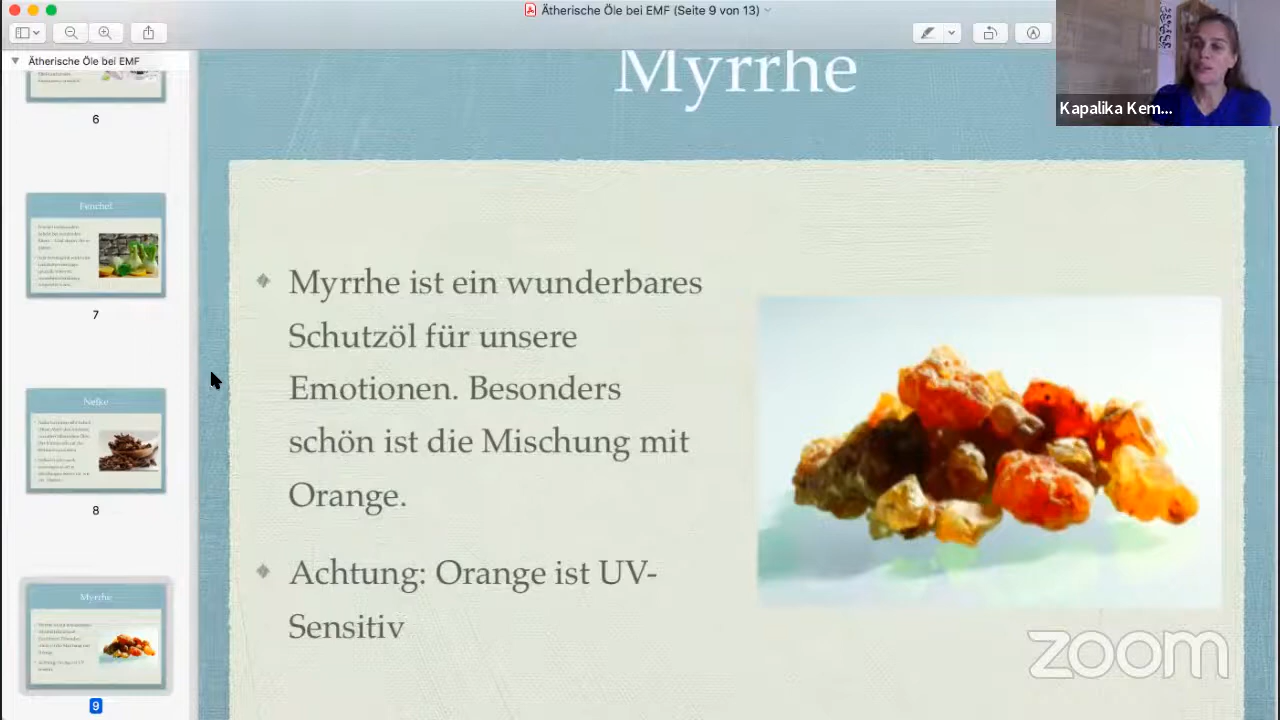 Ätherische Öle bei EMF (Seite 9 von 13)
Ätherische Öle bei EMF
6
Fenchel
7
Nelke
8
Myrrhe
9
Myrrhe
Myrrhe ist ein wunderbares
Schutzöl für unsere
Emotionen. Besonders
schön ist die Mischung mit
Orange.
Achtung: Orange ist UV-
Sensitiv
Kapalika Kem...
zoom